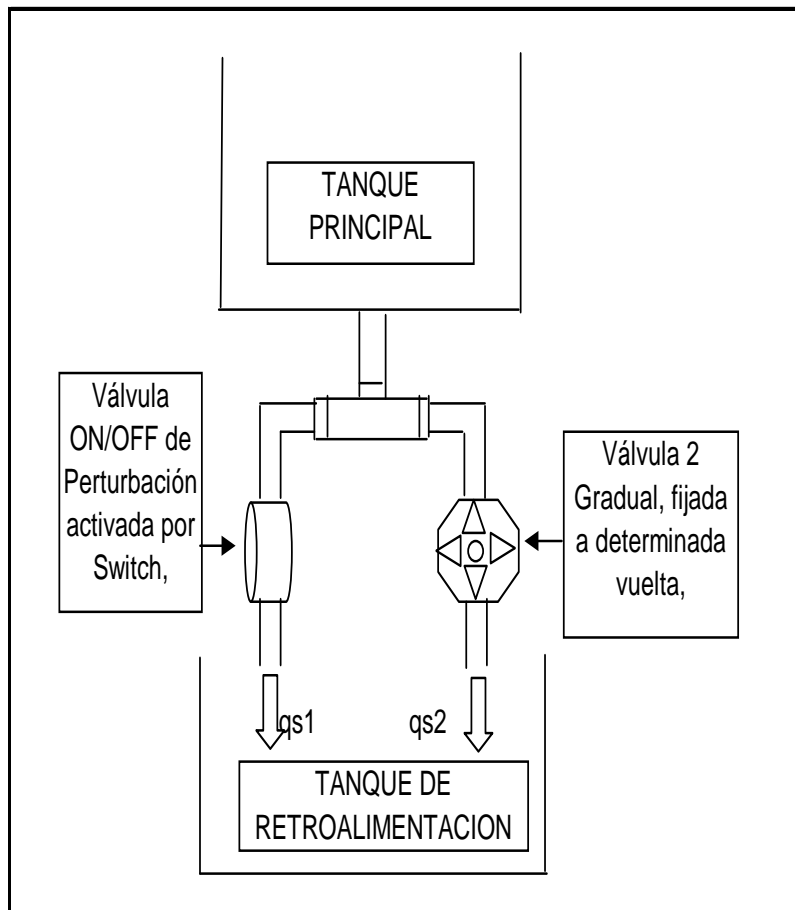 TANQUE
PRINCIPAL
Válvula
ON/OFF de
Perturbación
activada por
Switch,
Válvula 2
Gradual, fijada
a determinada
vuelta,
qs1
qs2
TANQUE DE
RETROALIMENTACION